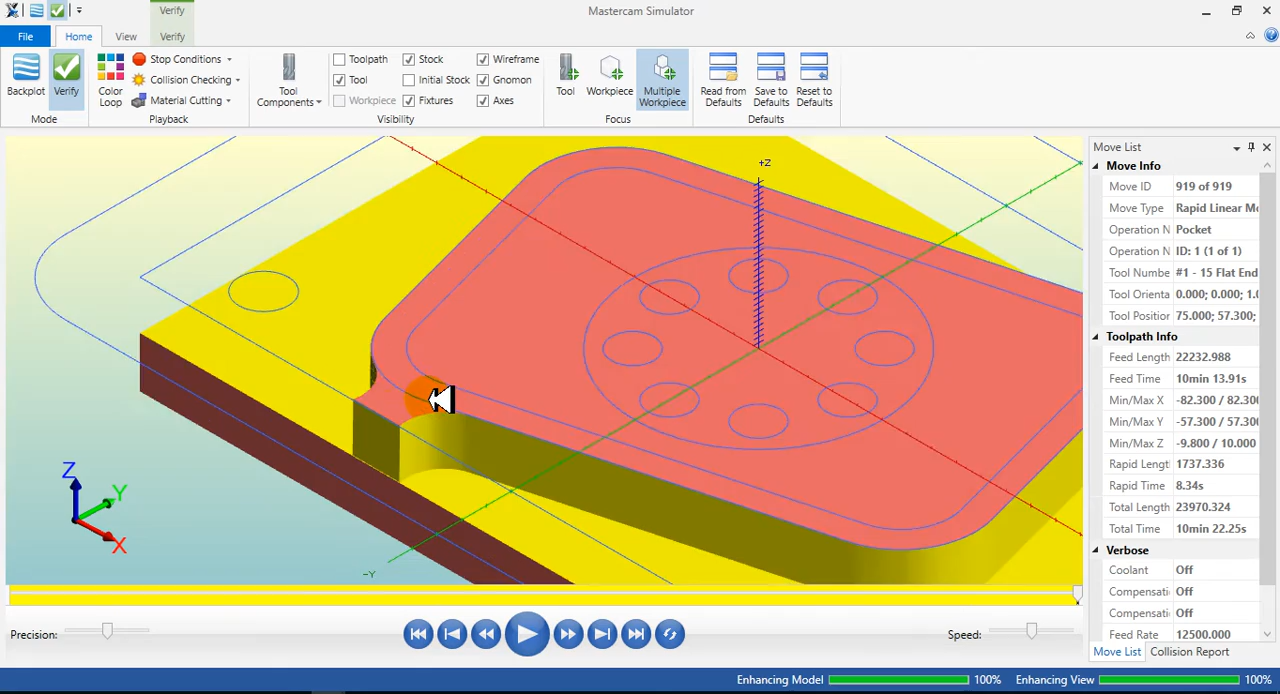 Verify
Mastercam Simulator
File
Home
View
Verify
Backplot
Verify
Mode
Color Loop
Stop Conditions
Collision Checking
Material Cutting
Playback
Tool Components
Toolpath
Stock
Wireframe
Tool
Initial Stock
Gnomon
Workpiece
Fixtures
Axes
Visibility
Tool
Workpiece
Multiple Workpiece
Focus
Read from Defaults
Save to Defaults
Reset to Defaults
Defaults
+Z
-Y
Z
Y
X
Move List
Move Info
Move ID 919 of 919
Move Type Rapid Linear Mo
Operation N Pocket
Operation N ID: 1 (1 of 1)
Tool Numbe #1 - 15 Flat End
Tool Orienta 0.000; 0.000; 1.0
Tool Position 75.000; 57.300;
Toolpath Info
Feed Length 22232.988
Feed Time 10min 13.91s
Min/Max X -82.300 / 82.300
Min/Max Y -57.300 / 57.300
Min/Max Z -9.800 / 10.000
Rapid Lengt 1737.336
Rapid Time 8.34s
Total Length 23970.324
Total Time 10min 22.25s
Verbose
Coolant Off
Compensati Off
Compensati Off
Feed Rate 12500.000
Move List Collision Report
Precision:
Speed:
Enhancing Model 100% Enhancing View 100%